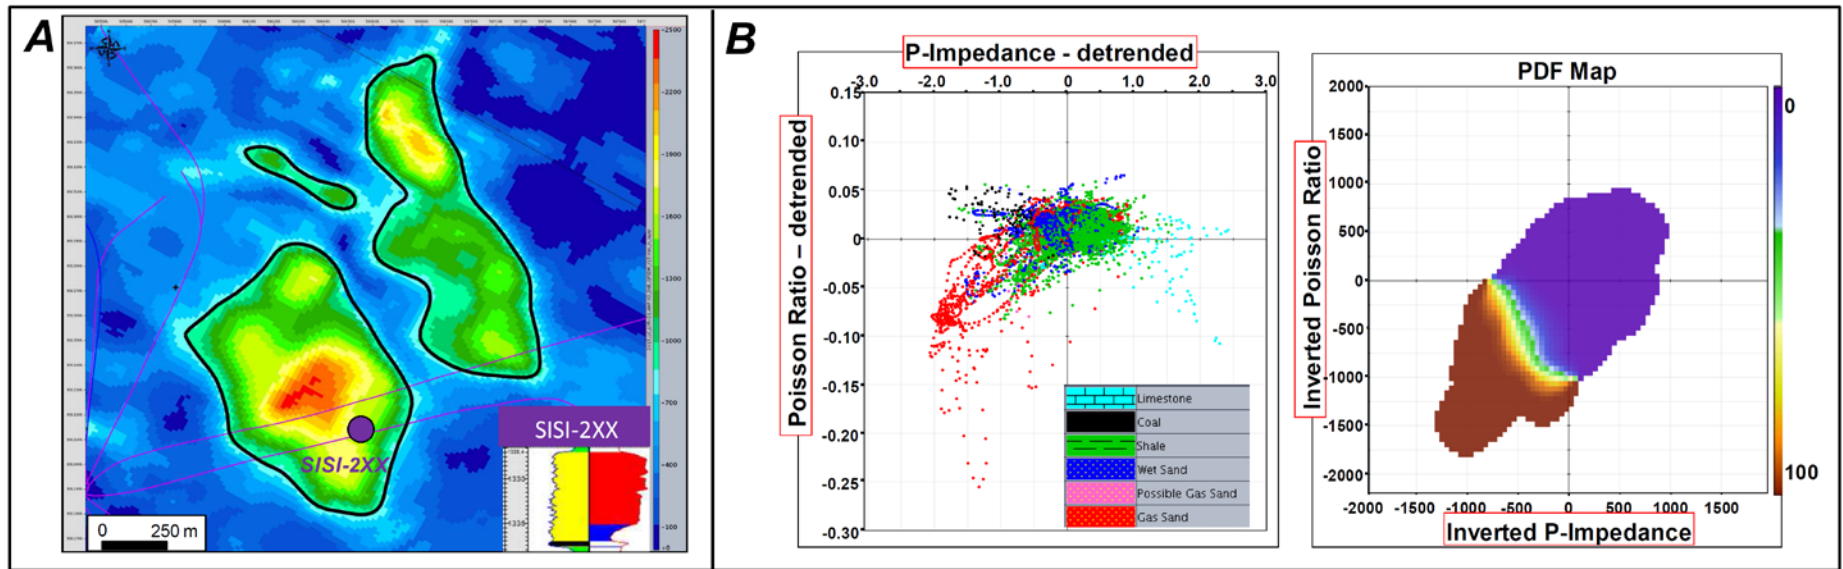 A
2500
2200
1900
1600
1300
1000
700
400
100
SISI-2XX
SISI-2XX
0 250 m
B
P-Impedance - detrended
-3.0 -2.0 -1.0 0 1.0 2.0 3.0
Poisson Ratio – detrended
0.15
0.10
0.05
0
-0.05
-0.10
-0.15
-0.20
-0.25
-0.30
Limestone
Coal
Shale
Wet Sand
Possible Gas Sand
Gas Sand
PDF Map
Inverted Poisson Ratio
2000
1500
1000
500
0
-500
-1000
-1500
-2000
-2000 -1500 -1000 -500 0 500 1000 1500
Inverted P-Impedance
0
100